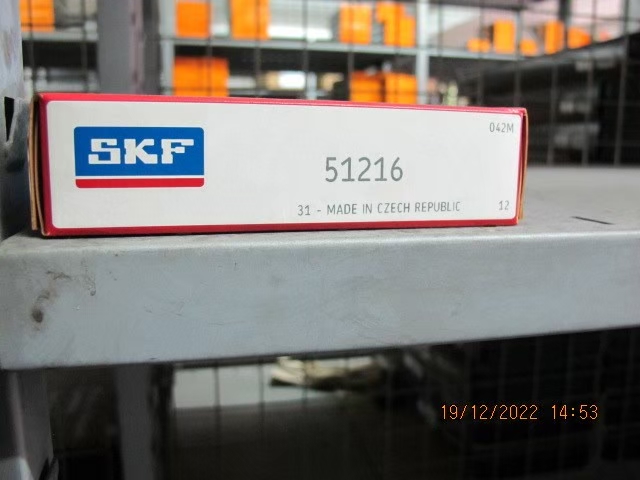 042M
SKF
51216
31 - MADE IN CZECH REPUBLIC 12
19/12/2022 14:53